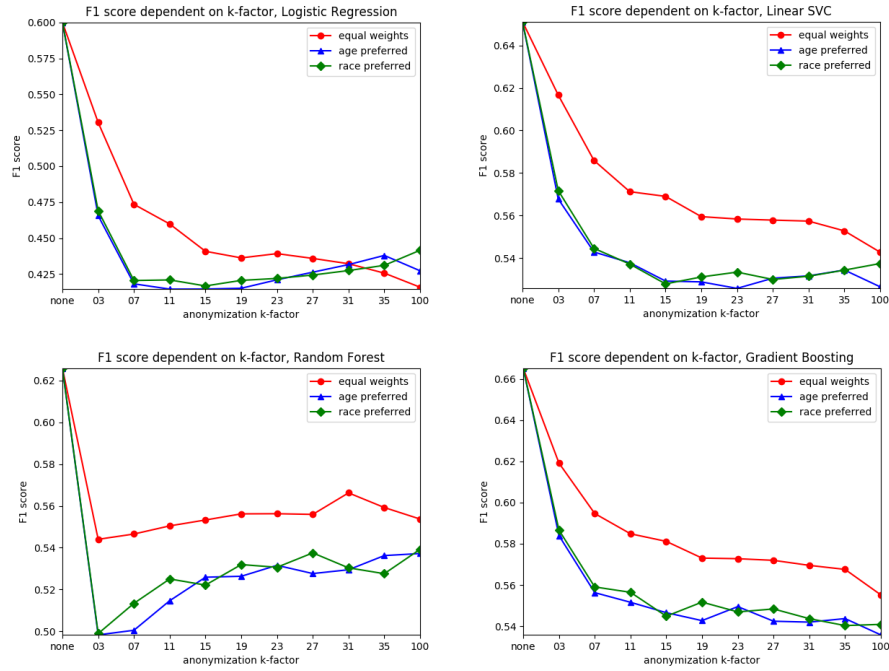 F1 score dependent on k-factor, Logistic Regression
equal weights
age preferred
race preferred
F1 score
0.600
0.575
0.550
0.525
0.500
0.475
0.450
0.425
none 03 07 11 15 19 23 27 31 35 100
anonymization k-factor
F1 score dependent on k-factor, Linear SVC
equal weights
age preferred
race preferred
F1 score
0.64
0.62
0.60
0.58
0.56
0.54
none 03 07 11 15 19 23 27 31 35 100
anonymization k-factor
F1 score dependent on k-factor, Random Forest
equal weights
age preferred
race preferred
F1 score
0.62
0.60
0.58
0.56
0.54
0.52
0.50
none 03 07 11 15 19 23 27 31 35 100
anonymization k-factor
F1 score dependent on k-factor, Gradient Boosting
equal weights
age preferred
race preferred
F1 score
0.66
0.64
0.62
0.60
0.58
0.56
0.54
none 03 07 11 15 19 23 27 31 35 100
anonymization k-factor